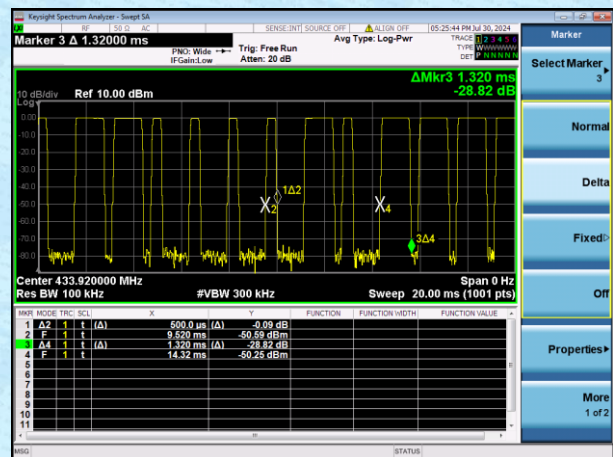 Keysight Spectrum Analyzer - Swept SA
RF 50 Ω AC SENSE:INT SOURCE OFF ALIGN OFF 05:25:44 PM Jul 30, 2024
Marker 3 Δ 1.32000 ms
PNO: Wide
IFGain:Low
Trig: Free Run
Atten: 20 dB
Avg Type: Log-Pwr
TRACE 1 2 3 4 5 6
TYPE WWWWWW
DET P NNNNN
ΔMkr3 1.320 ms
-28.82 dB
10 dB/div Ref 10.00 dBm
Log
0.00
-10.0
-20.0
-30.0
-40.0
-50.0
-60.0
-70.0
-80.0
1Δ2
X2
X4
3Δ4
Center 433.920000 MHz Span 0 Hz
Res BW 100 kHz #VBW 300 kHz Sweep 20.00 ms (1001 pts)
MKR MODE TRC SCL X Y FUNCTION FUNCTION WIDTH FUNCTION VALUE
1 Δ2 1 t (Δ) 500.0 µs (Δ) -0.09 dB
2 F 1 t 9.520 ms -50.59 dBm
3 Δ4 1 t (Δ) 1.320 ms (Δ) -28.82 dB
4 F 1 t 14.32 ms -50.25 dBm
5
6
7
8
9
10
11
MSG STATUS
Marker
Select Marker
3
Normal
Delta
Fixed
Off
Properties
More
1 of 2